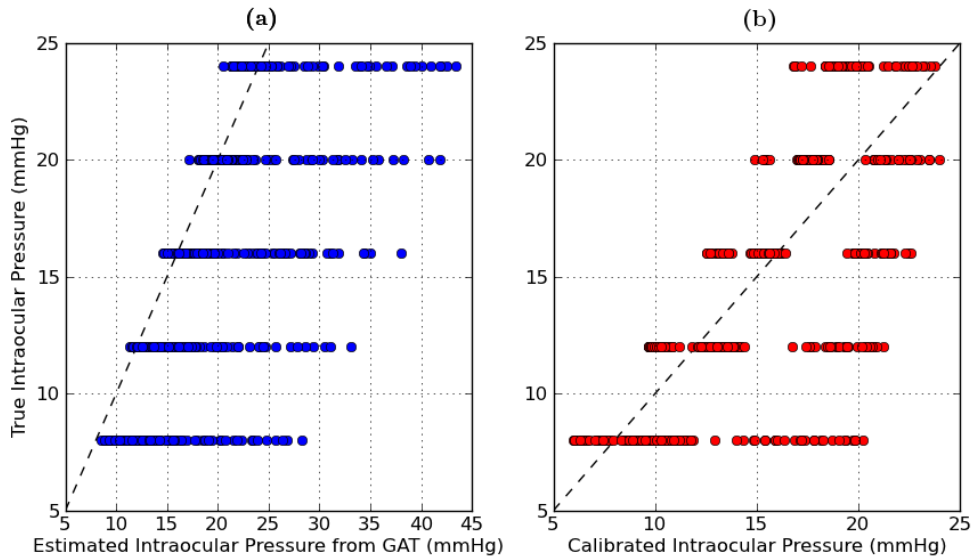 (a)
(b)
True Intraocular Pressure (mmHg)
25
20
15
10
5
5 10 15 20 25 30 35 40 45
Estimated Intraocular Pressure from GAT (mmHg)
25
20
15
10
5
5 10 15 20 25
Calibrated Intraocular Pressure (mmHg)